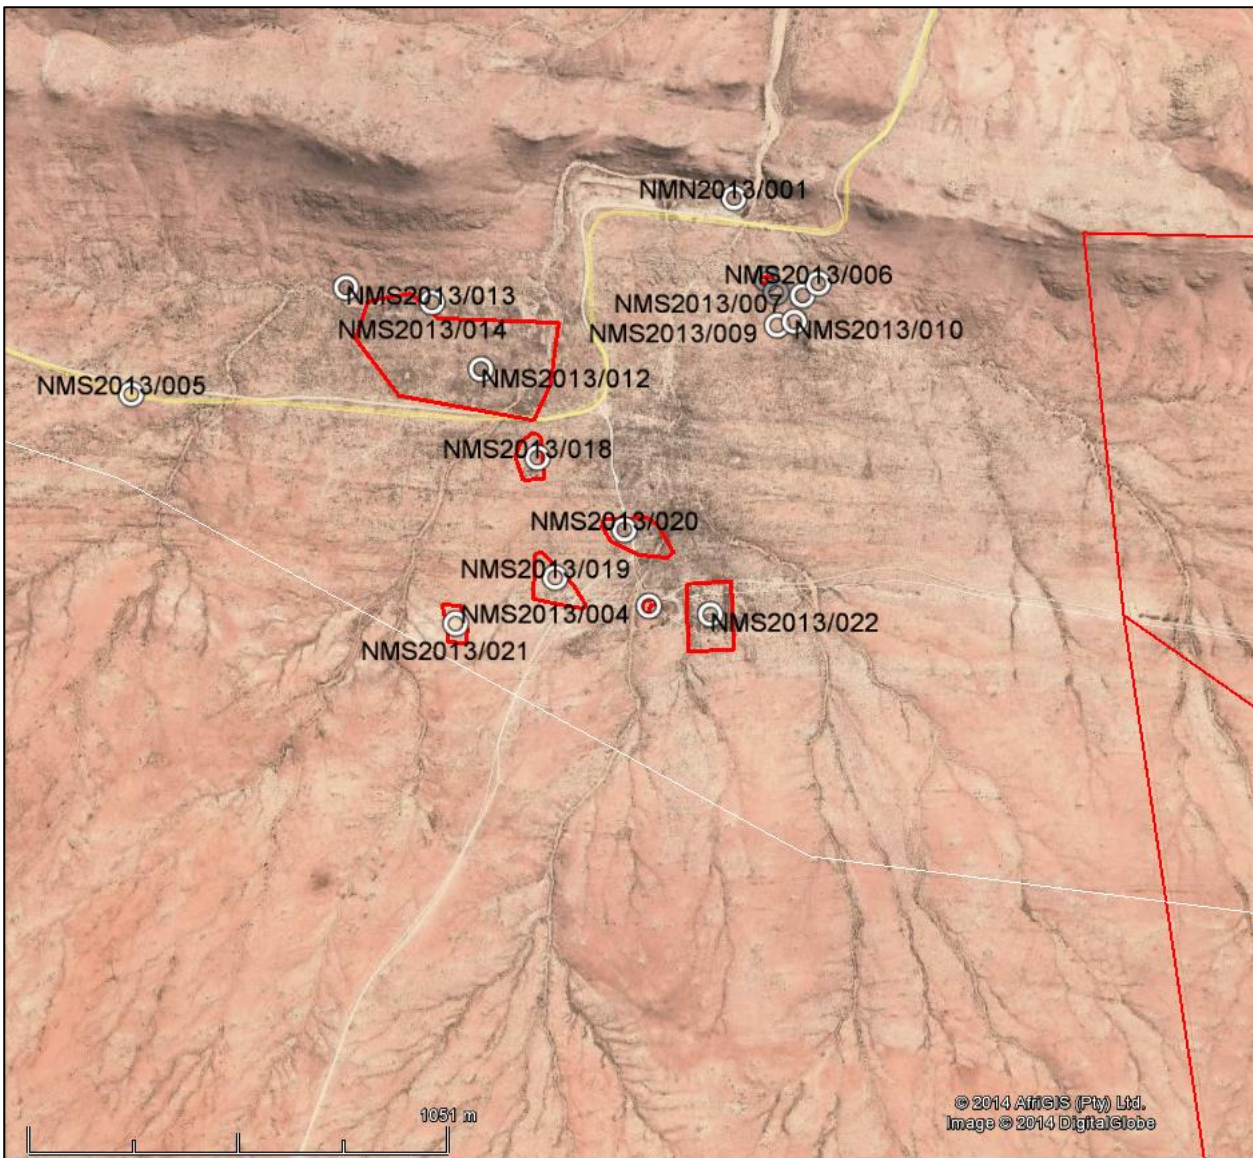 NMN2013/001
NMS2013/006
NMS2013/013
NMS2013/007
NMS2013/014
NMS2013/009
NMS2013/010
NMS2013/012
NMS2013/005
NMS2013/018
NMS2013/020
NMS2013/019
NMS2013/004
NMS2013/022
NMS2013/021
1051 m
© 2014 AfriGIS (Pty) Ltd.
Image © 2014 DigitalGlobe